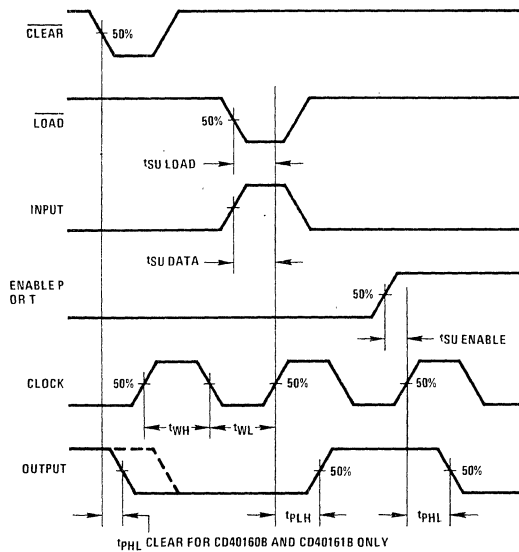 CLEAR
50%
LOAD
50%
tSU LOAD
INPUT
tSU DATA
ENABLE P
OR T
50%
tSU ENABLE
CLOCK
50%
50%
50%
tWH
tWL
OUTPUT
50%
50%
tPLH
tPHL
tPHL CLEAR FOR CD40160B AND CD40161B ONLY